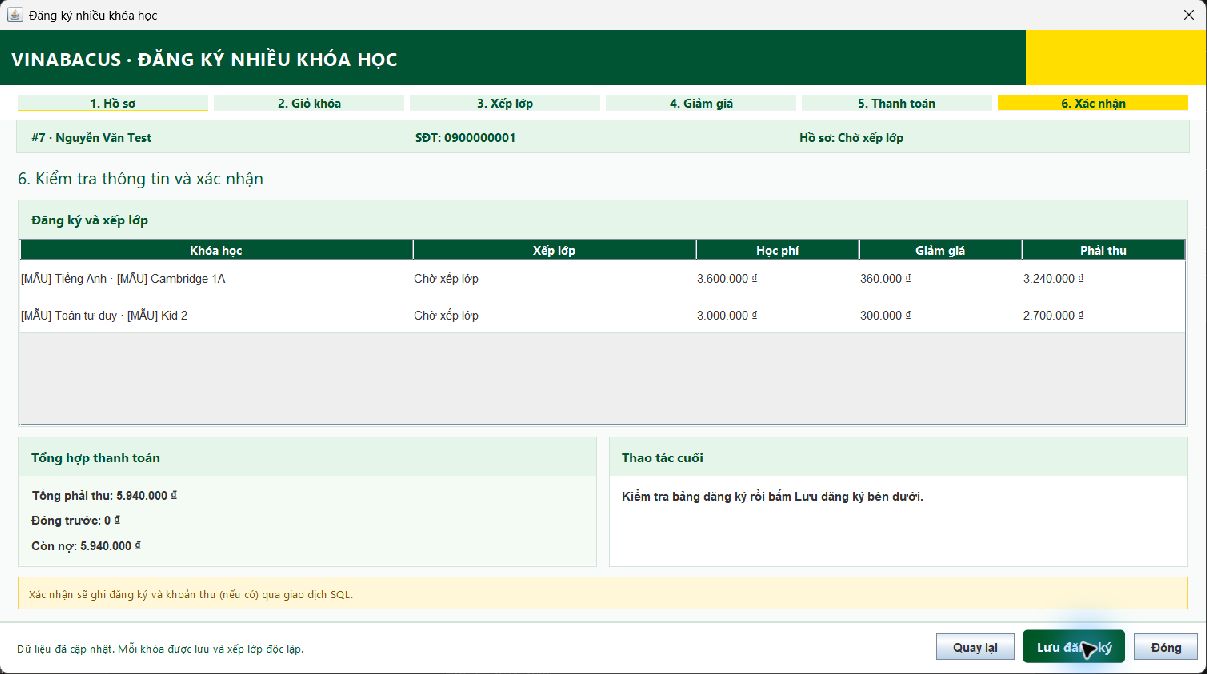 Đăng ký nhiều khóa học
VINABACUS · ĐĂNG KÝ NHIỀU KHÓA HỌC
1. Hồ sơ 2. Giỏ khóa 3. Xếp lớp 4. Giảm giá 5. Thanh toán 6. Xác nhận
#7 · Nguyễn Văn Test SĐT: 0900000001 Hồ sơ: Chờ xếp lớp
6. Kiểm tra thông tin và xác nhận
Đăng ký và xếp lớp
Khóa học Xếp lớp Học phí Giảm giá Phải thu
[MẪU] Tiếng Anh · [MẪU] Cambridge 1A Chờ xếp lớp 3.600.000 ₫ 360.000 ₫ 3.240.000 ₫
[MẪU] Toán tư duy · [MẪU] Kid 2 Chờ xếp lớp 3.000.000 ₫ 300.000 ₫ 2.700.000 ₫
Tổng hợp thanh toán
Tổng phải thu: 5.940.000 ₫
Đóng trước: 0 ₫
Còn nợ: 5.940.000 ₫
Thao tác cuối
Kiểm tra bảng đăng ký rồi bấm Lưu đăng ký bên dưới.
Xác nhận sẽ ghi đăng ký và khoản thu (nếu có) qua giao dịch SQL.
Dữ liệu đã cập nhật. Mỗi khóa được lưu và xếp lớp độc lập.
Quay lại Lưu đăng ký Đóng